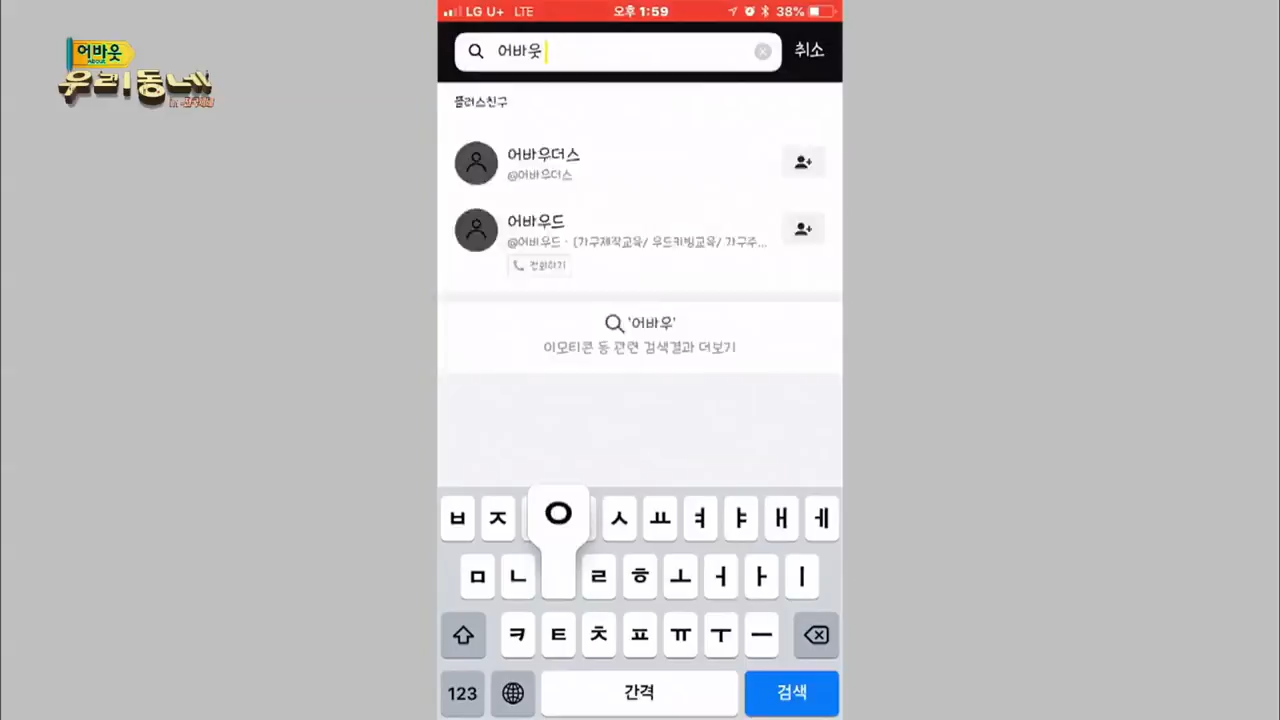 LG U+ LTE 오후 1:59 38%
어바웃
ABOUT
우리동네
어바웃 취소
플러스친구
어바우더스
@어바우더스
어바우드
@어바우드 · (가구제작교육/ 우드카빙교육/ 가구주...
전화하기
'어바우'
이모티콘 등 관련 검색결과 더보기
ㅂ ㅈ ㅇ ㅅ ㅛ ㅕ ㅑ ㅐ ㅔ
ㅁ ㄴ ㄹ ㅎ ㅗ ㅓ ㅏ ㅣ
ㅋ ㅌ ㅊ ㅍ ㅠ ㅜ ㅡ
123 간격 검색